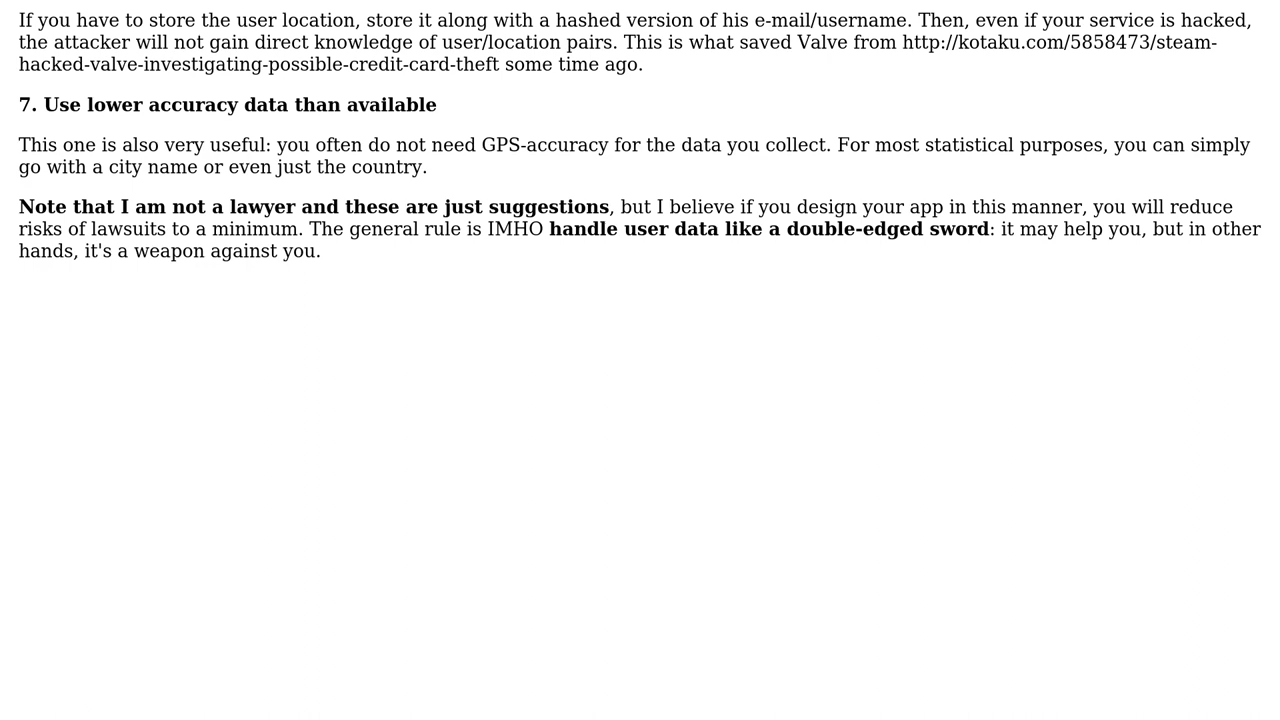 If you have to store the user location, store it along with a hashed version of his e-mail/username. Then, even if your service is hacked,
the attacker will not gain direct knowledge of user/location pairs. This is what saved Valve from http://kotaku.com/5858473/steam-
hacked-valve-investigating-possible-credit-card-theft some time ago.
7. Use lower accuracy data than available
This one is also very useful: you often do not need GPS-accuracy for the data you collect. For most statistical purposes, you can simply
go with a city name or even just the country.
Note that I am not a lawyer and these are just suggestions, but I believe if you design your app in this manner, you will reduce
risks of lawsuits to a minimum. The general rule is IMHO handle user data like a double-edged sword: it may help you, but in other
hands, it's a weapon against you.